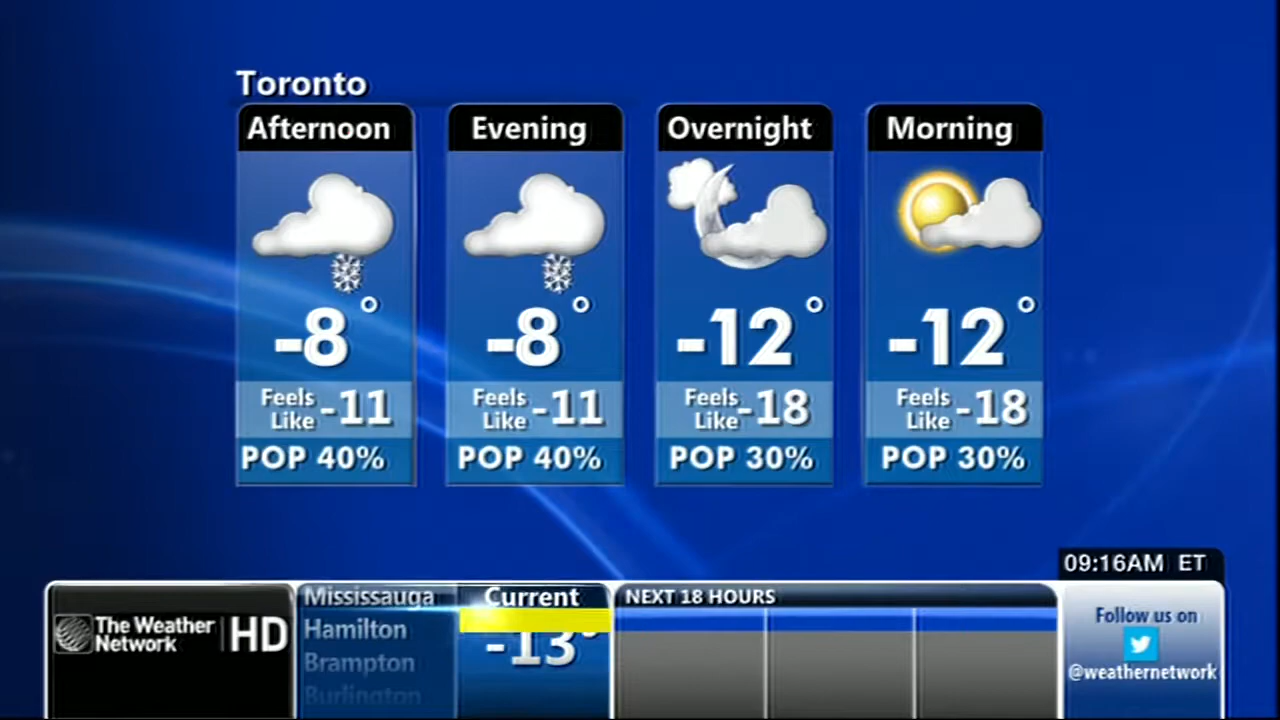 Toronto
Afternoon
-8°
Feels Like -11
POP 40%
Evening
-8°
Feels Like -11
POP 40%
Overnight
-12°
Feels Like -18
POP 30%
Morning
-12°
Feels Like -18
POP 30%
09:16AM ET
The Weather Network HD
Mississauga
Hamilton
Brampton
Burlington
Current
-13°
NEXT 18 HOURS
Follow us on
@weathernetwork